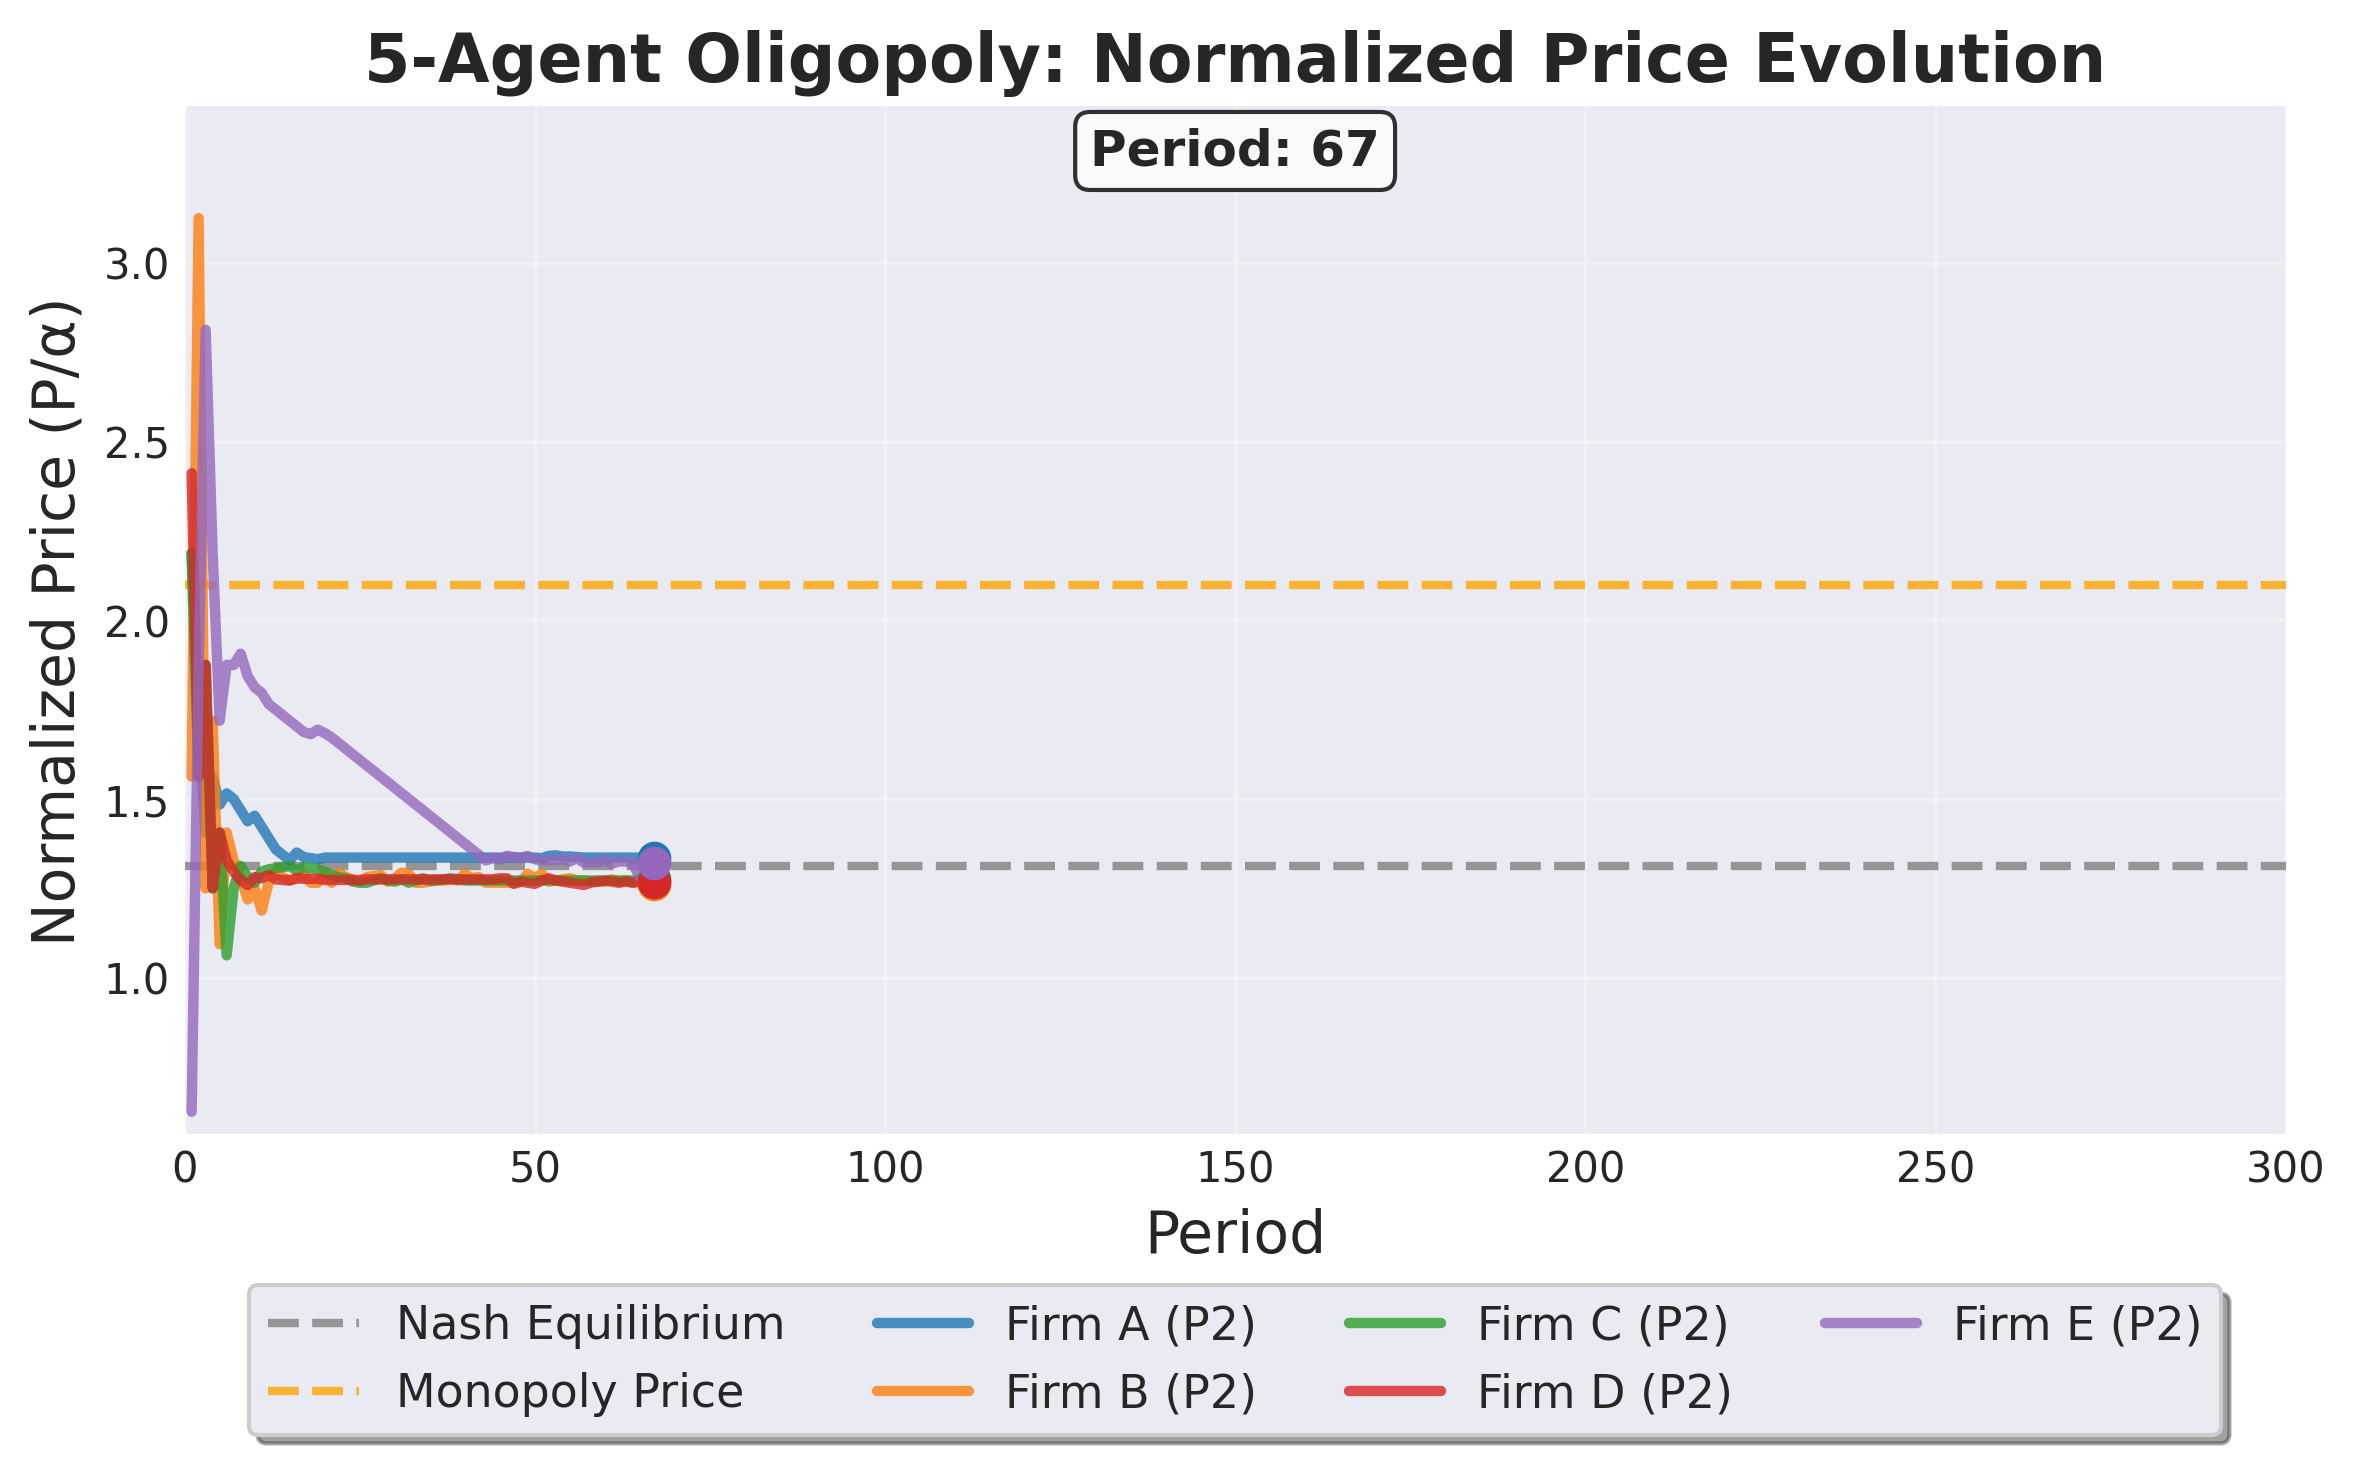 5-Agent Oligopoly: Normalized Price Evolution
Period: 67
Normalized Price (P/α)
3.0
2.5
2.0
1.5
1.0
0 50 100 150 200 250 300
Period
Nash Equilibrium Firm A (P2) Firm C (P2) Firm E (P2)
Monopoly Price Firm B (P2) Firm D (P2)